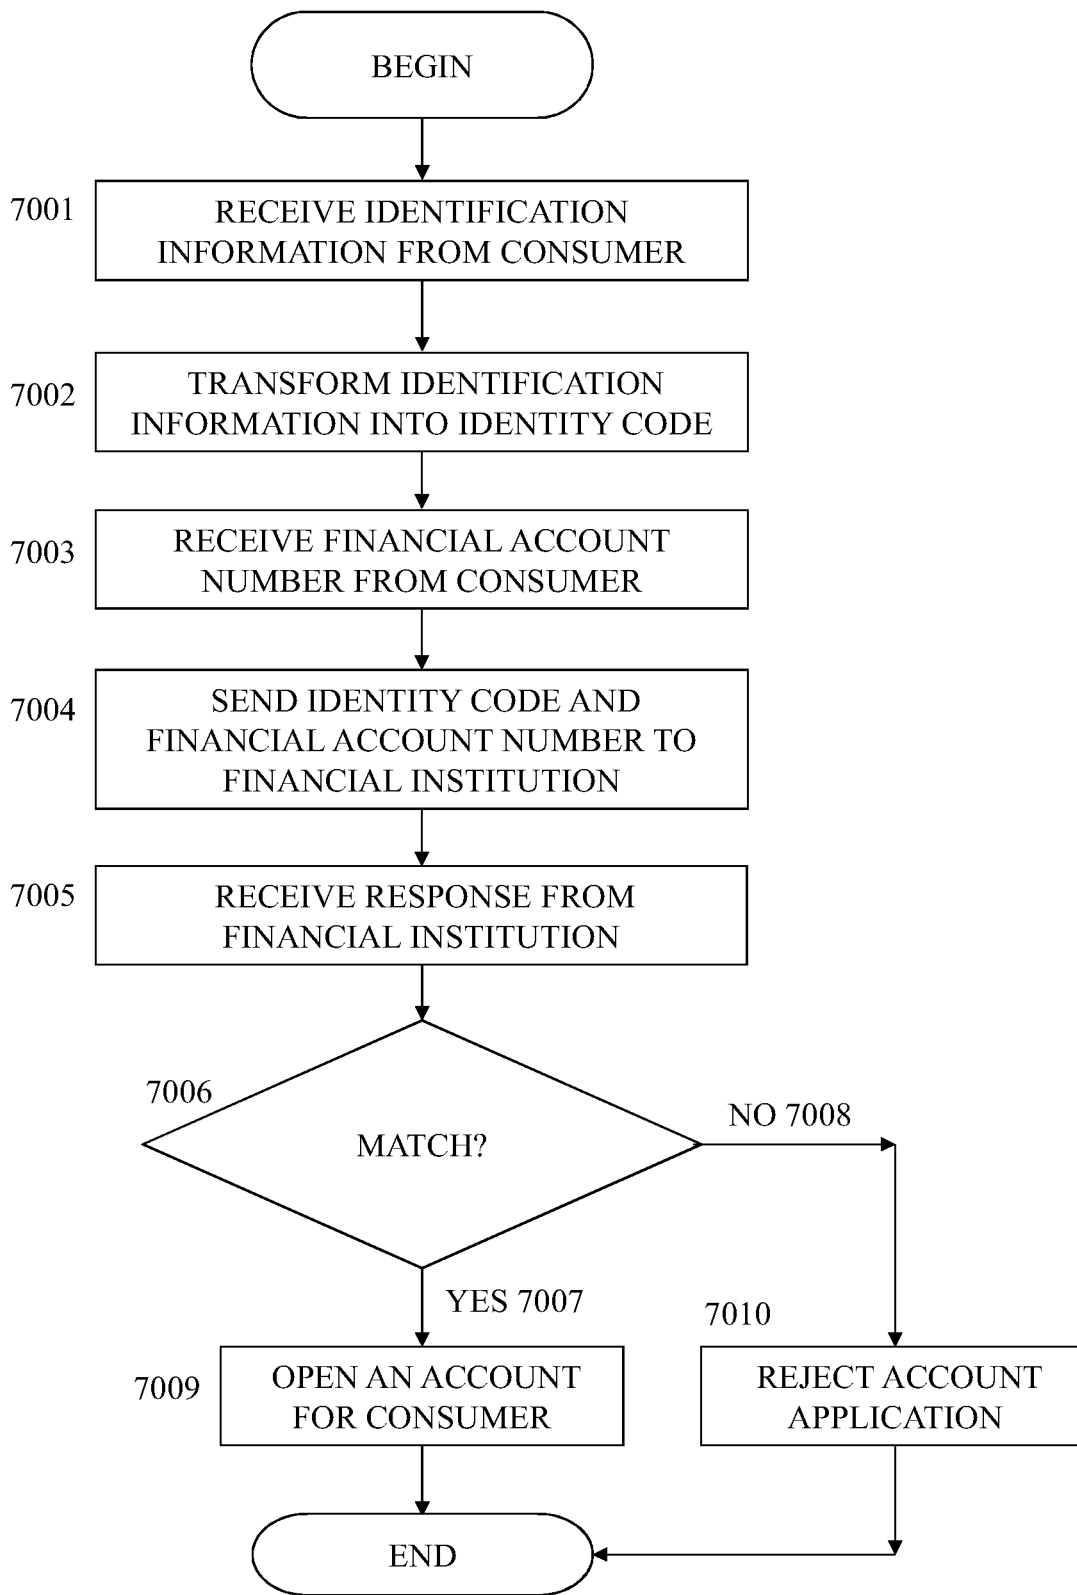 BEGIN
7001
RECEIVE IDENTIFICATION
INFORMATION FROM CONSUMER
7002
TRANSFORM IDENTIFICATION
INFORMATION INTO IDENTITY CODE
7003
RECEIVE FINANCIAL ACCOUNT
NUMBER FROM CONSUMER
7004
SEND IDENTITY CODE AND
FINANCIAL ACCOUNT NUMBER TO
FINANCIAL INSTITUTION
7005
RECEIVE RESPONSE FROM
FINANCIAL INSTITUTION
7006
MATCH?
NO 7008
YES 7007
7009
OPEN AN ACCOUNT
FOR CONSUMER
7010
REJECT ACCOUNT
APPLICATION
END